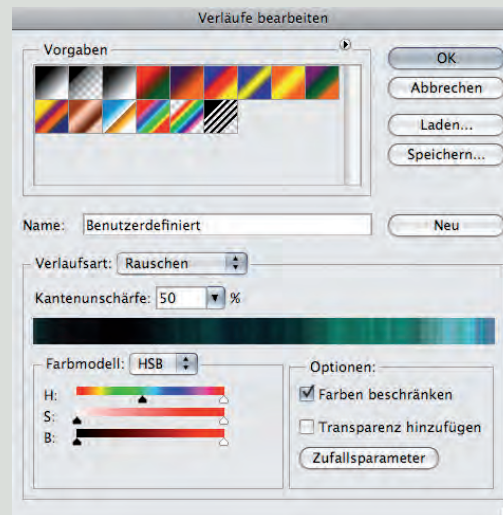 Verläufe bearbeiten
Vorgaben
OK
Abbrechen
Laden...
Speichern...
Name: Benutzerdefiniert
Neu
Verlaufsart: Rauschen
Kantenunschärfe: 50 %
Farbmodell: HSB
H:
S:
B:
Optionen:
Farben beschränken
Transparenz hinzufügen
Zufallsparameter